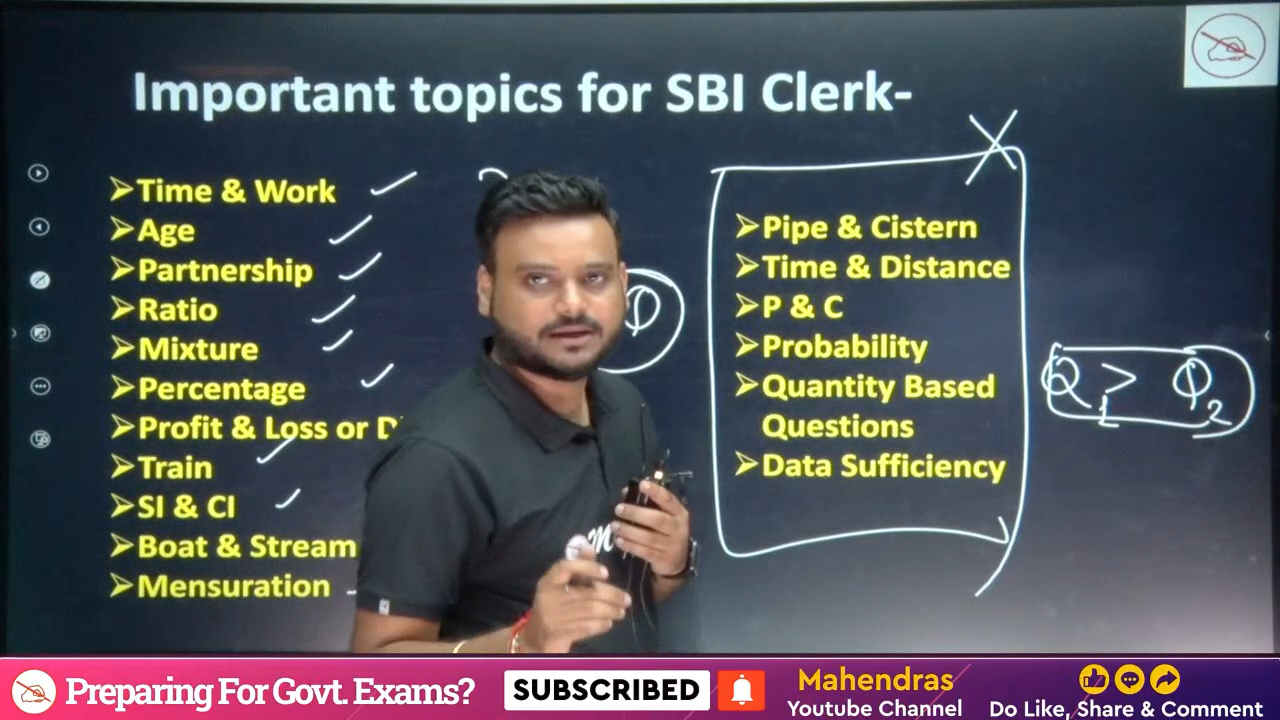 Important topics for SBI Clerk-
➢Time & Work
➢Age
➢Partnership
➢Ratio
➢Mixture
➢Percentage
➢Profit & Loss or
➢Train
➢SI & CI
➢Boat & Stream
➢Mensuration
➢Pipe & Cistern
➢Time & Distance
➢P & C
➢Probability
➢Quantity Based
Questions
➢Data Sufficiency
Q1 > Q2
Preparing For Govt. Exams?
SUBSCRIBED
Mahendras
Youtube Channel
Do Like, Share & Comment